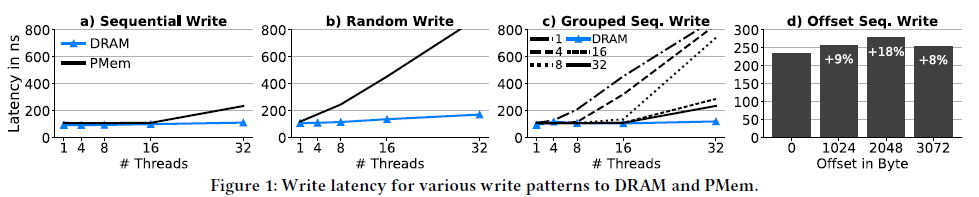 a) Sequential Write
b) Random Write
c) Grouped Seq. Write
d) Offset Seq. Write
Latency in ns
800
600
400
200
0
DRAM
PMem
1 4 8 16 32
# Threads
800
600
400
200
0
1 4 8 16 32
# Threads
800
600
400
200
0
1 DRAM
4 16
8 32
1 4 8 16 32
# Threads
300
250
200
150
100
50
0
+9% +18% +8%
0 1024 2048 3072
Offset in Byte
Figure 1: Write latency for various write patterns to DRAM and PMem.